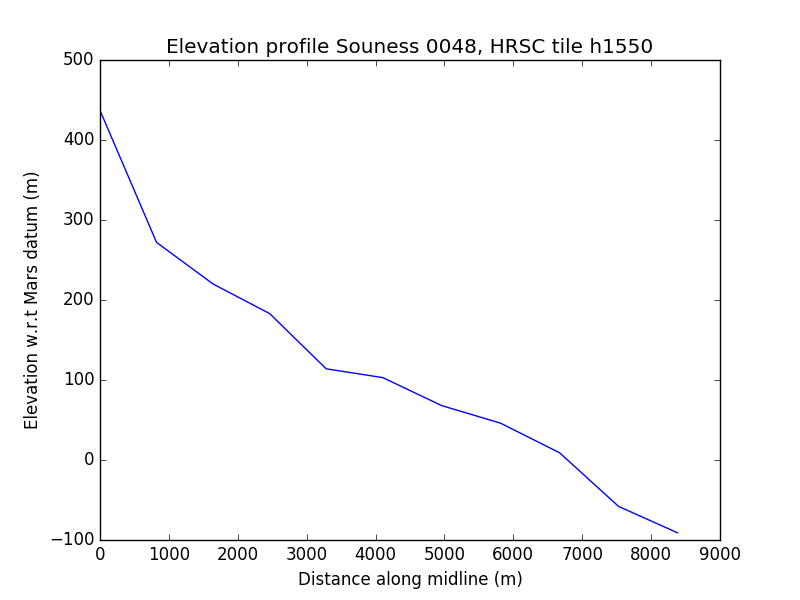 Elevation profile Souness 0048, HRSC tile h1550
500
400
300
200
100
0
−100
Elevation w.r.t Mars datum (m)
0 1000 2000 3000 4000 5000 6000 7000 8000 9000
Distance along midline (m)